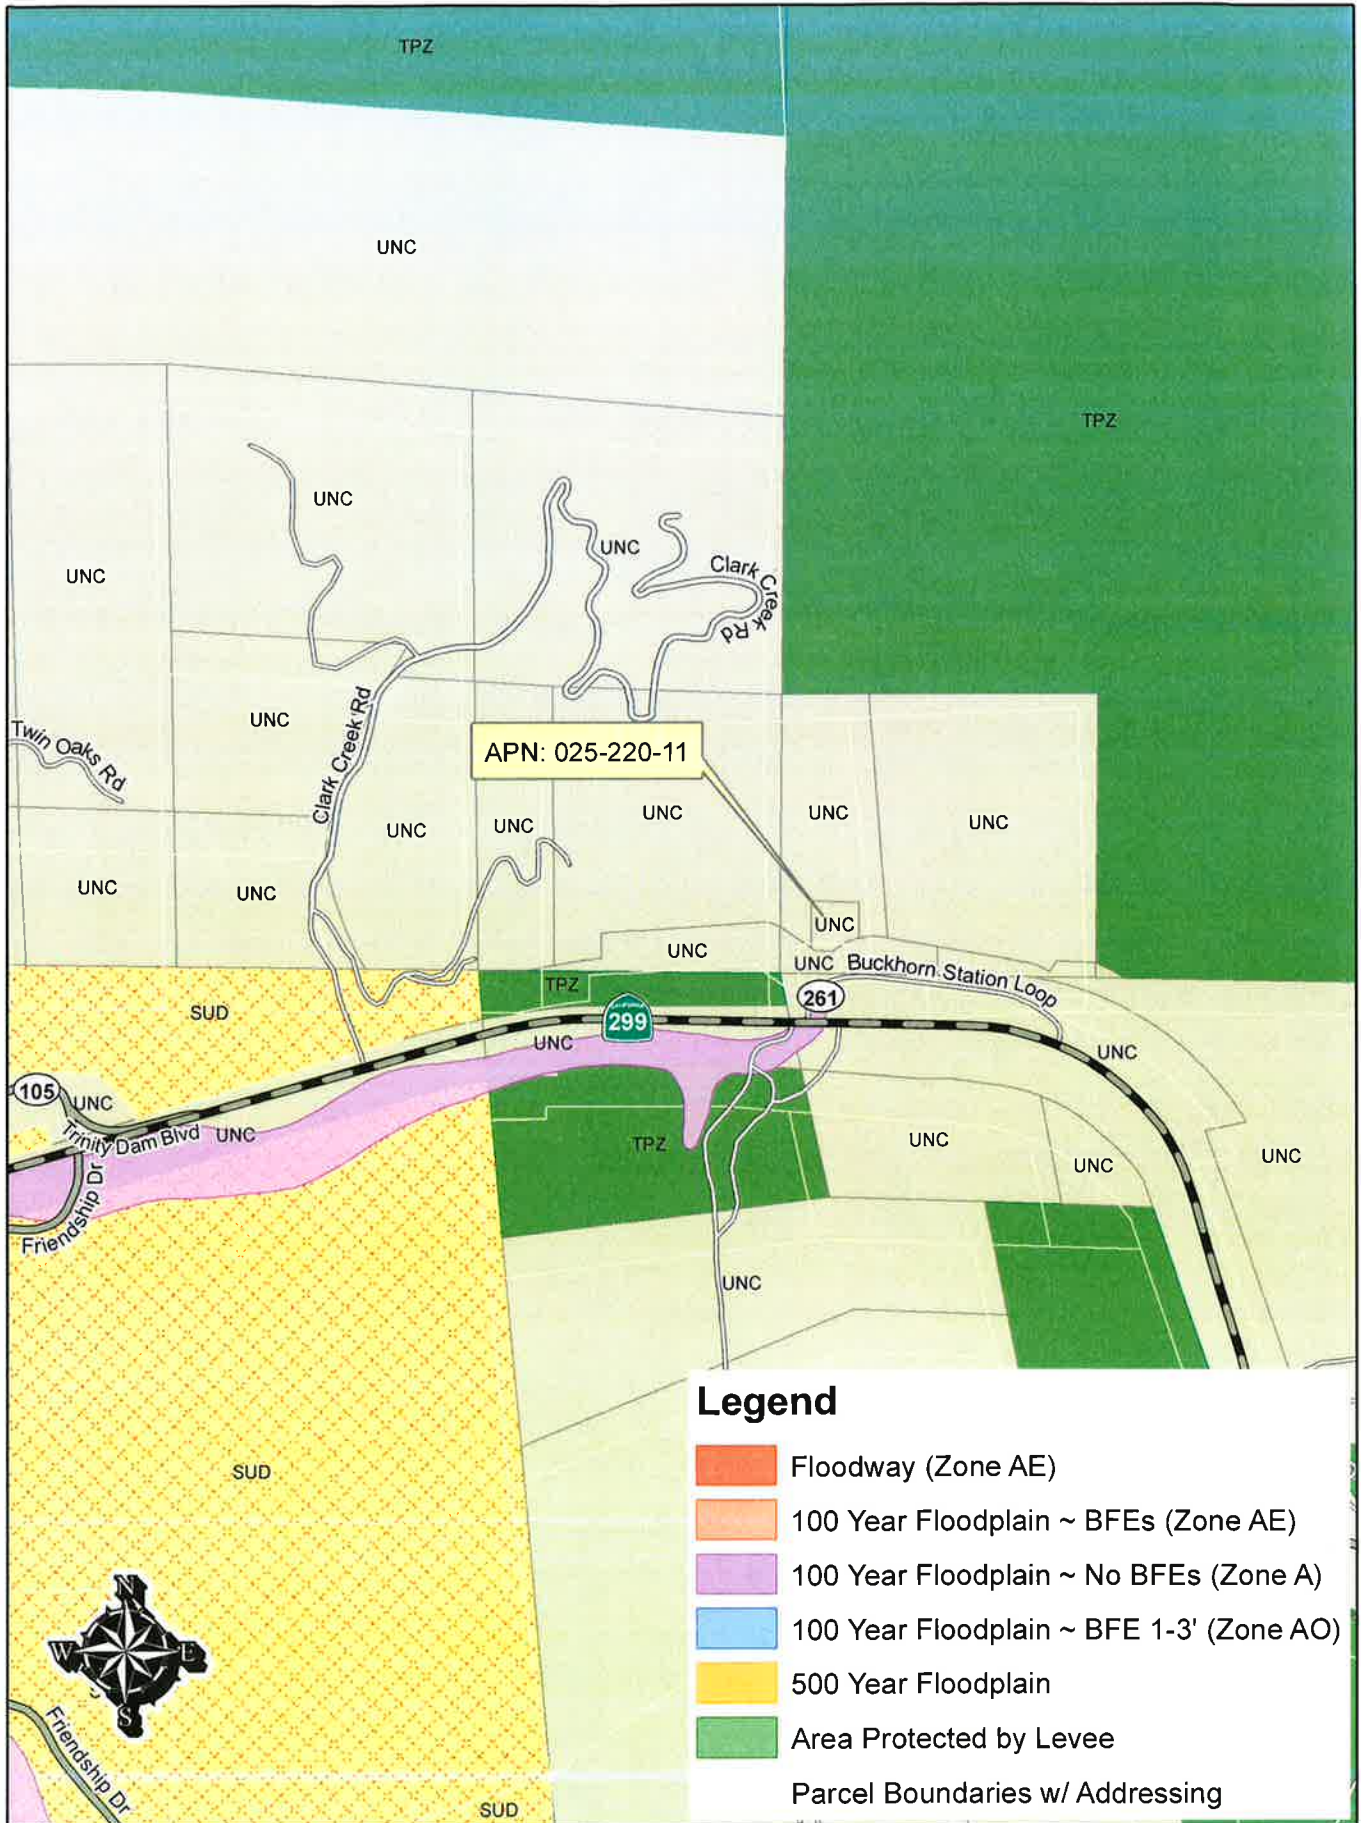 TPZ
UNC
TPZ
UNC
UNC
UNC
Clark Creek Rd
UNC
Clark Creek Rd
UNC
Twin Oaks Rd
APN: 025-220-11
UNC
UNC
UNC
UNC
UNC
UNC
UNC
UNC
UNC
UNC
Buckhorn Station Loop
TPZ
261
SUD
CALIFORNIA
299
UNC
UNC
105
UNC
Trinity Dam Blvd
UNC
TPZ
UNC
UNC
UNC
Friendship Dr
UNC
Legend
Floodway (Zone AE)
SUD
100 Year Floodplain ~ BFEs (Zone AE)
100 Year Floodplain ~ No BFEs (Zone A)
N
W
E
S
100 Year Floodplain ~ BFE 1-3' (Zone AO)
500 Year Floodplain
Area Protected by Levee
Friendship Dr
Parcel Boundaries w/ Addressing
SUD